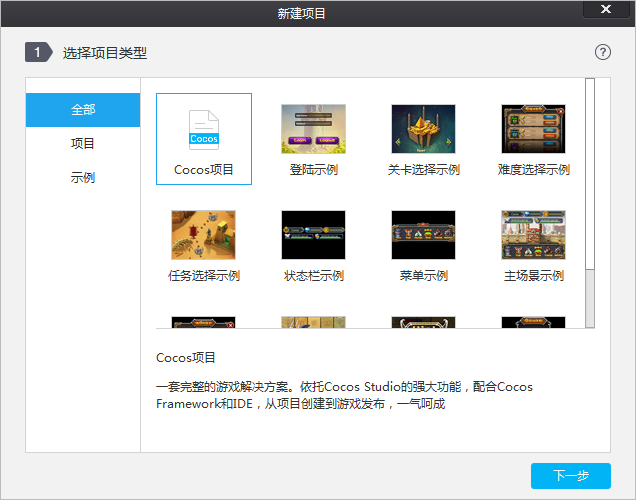 新建项目
1 选择项目类型
?
全部
项目
示例
Cocos
Cocos项目
登陆示例
关卡选择示例
难度选择示例
任务选择示例
状态栏示例
菜单示例
主场景示例
Cocos项目
一套完整的游戏解决方案。依托Cocos Studio的强大功能，配合Cocos
Framework和IDE，从项目创建到游戏发布，一气呵成
下一步